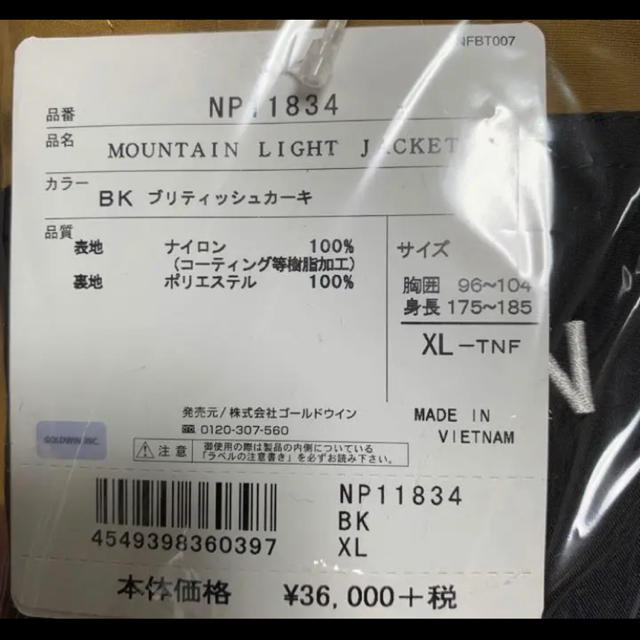 NFBT007
品番 NP11834
品名 MOUNTAIN LIGHT JACKET
カラー BK ブリティッシュカーキ
品質
表地 ナイロン 100%
(コーティング等樹脂加工)
裏地 ポリエステル 100%
サイズ
胸囲 96~104
身長 175~185
XL-TNF
発売元/株式会社ゴールドウイン
0120-307-560
MADE IN
VIETNAM
GOLDWIN INC.
注意 御使用の際は製品の内側についている
「ラベルの注意書き」を必ずお読み下さい。
4549398360397
NP11834
BK
XL
本体価格 ¥36,000+税
N